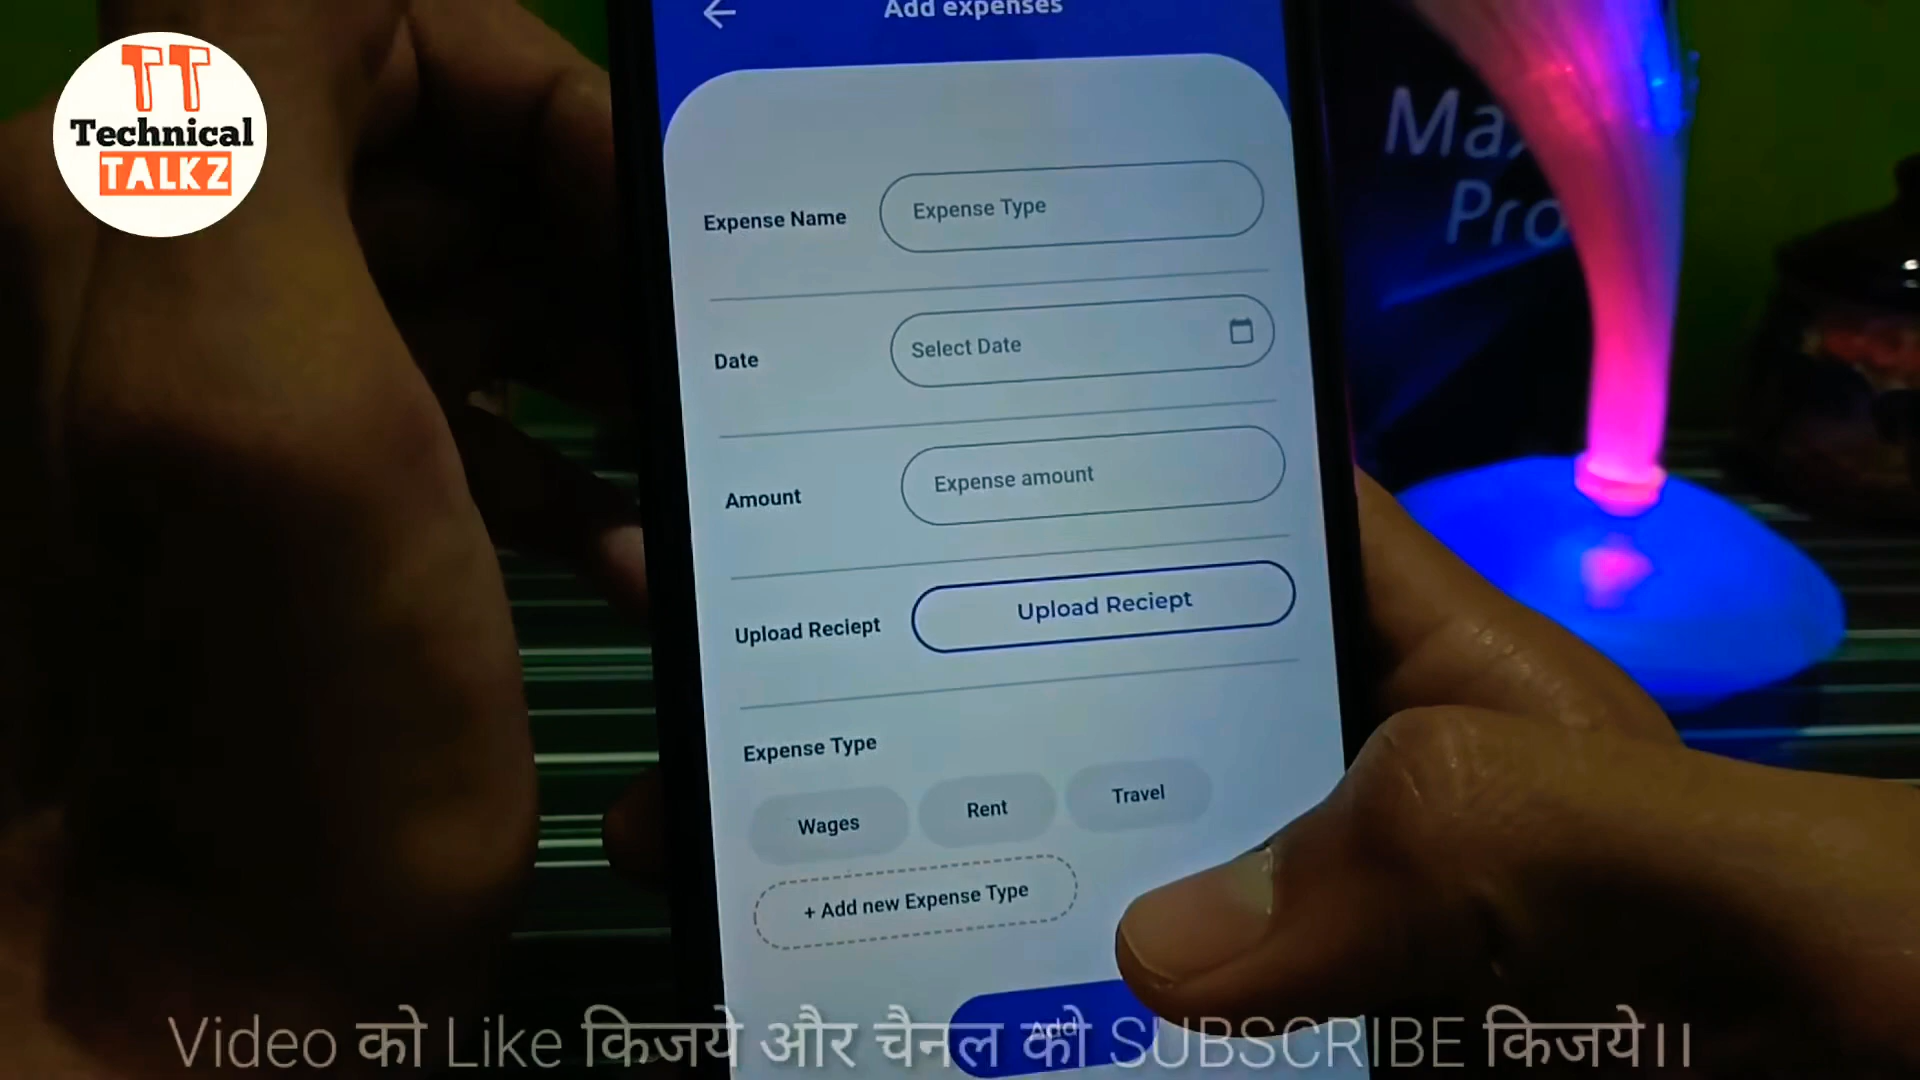 Add expenses
TT
Technical
TALKZ
Expense Name
Expense Type
Date
Select Date
Amount
Expense amount
Upload Reciept
Upload Reciept
Expense Type
Wages
Rent
Travel
+ Add new Expense Type
Add
Pro
Video को Like किजये और चैनल को SUBSCRIBE किजये।।